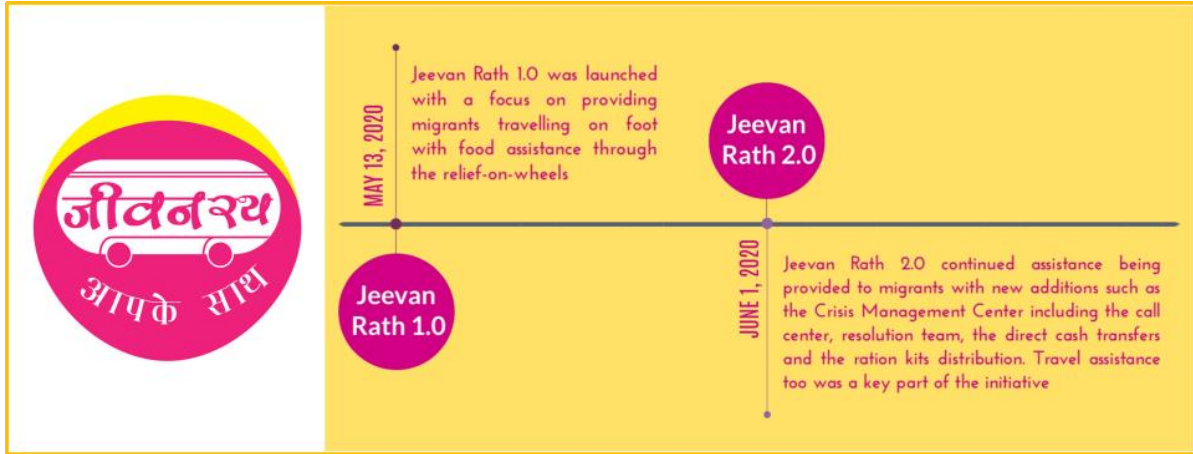 जीवन रथ
आपके साथ
MAY 13, 2020
Jeevan Rath 1.0 was launched
with a focus on providing
migrants travelling on foot
with food assistance through
the relief-on-wheels
Jeevan
Rath 1.0
Jeevan
Rath 2.0
JUNE 1, 2020
Jeevan Rath 2.0 continued assistance being
provided to migrants with new additions such as
the Crisis Management Center including the call
center, resolution team, the direct cash transfers
and the ration kits distribution. Travel assistance
too was a key part of the initiative